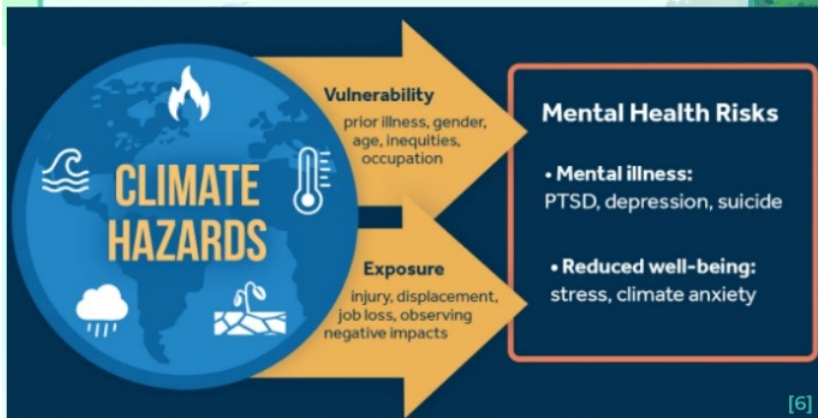 CLIMATE
HAZARDS
Vulnerability
prior illness, gender,
age, inequities,
occupation
Exposure
injury, displacement,
job loss, observing
negative impacts
Mental Health Risks
• Mental illness:
PTSD, depression, suicide
• Reduced well-being:
stress, climate anxiety
[6]